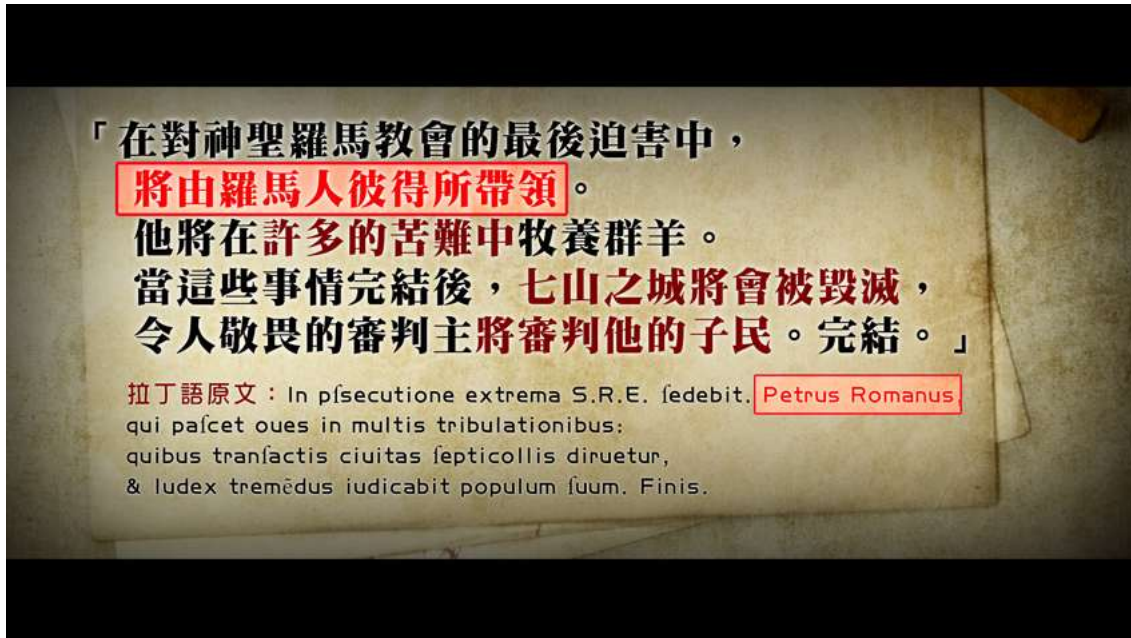 「在對神聖羅馬教會的最後迫害中，
將由羅馬人彼得所帶領。
他將在許多的苦難中牧養群羊。
當這些事情完結後，七山之城將會被毀滅，
令人敬畏的審判主將審判他的子民。完結。」
拉丁語原文：In pſsecutione extrema S.R.E. ſedebit. Petrus Romanus,
qui paſcet oues in multis tribulationibus:
quibus tranſactis ciuitas ſepticollis diruetur,
& Iudex tremēdus iudicabit populum ſuum. Finis.